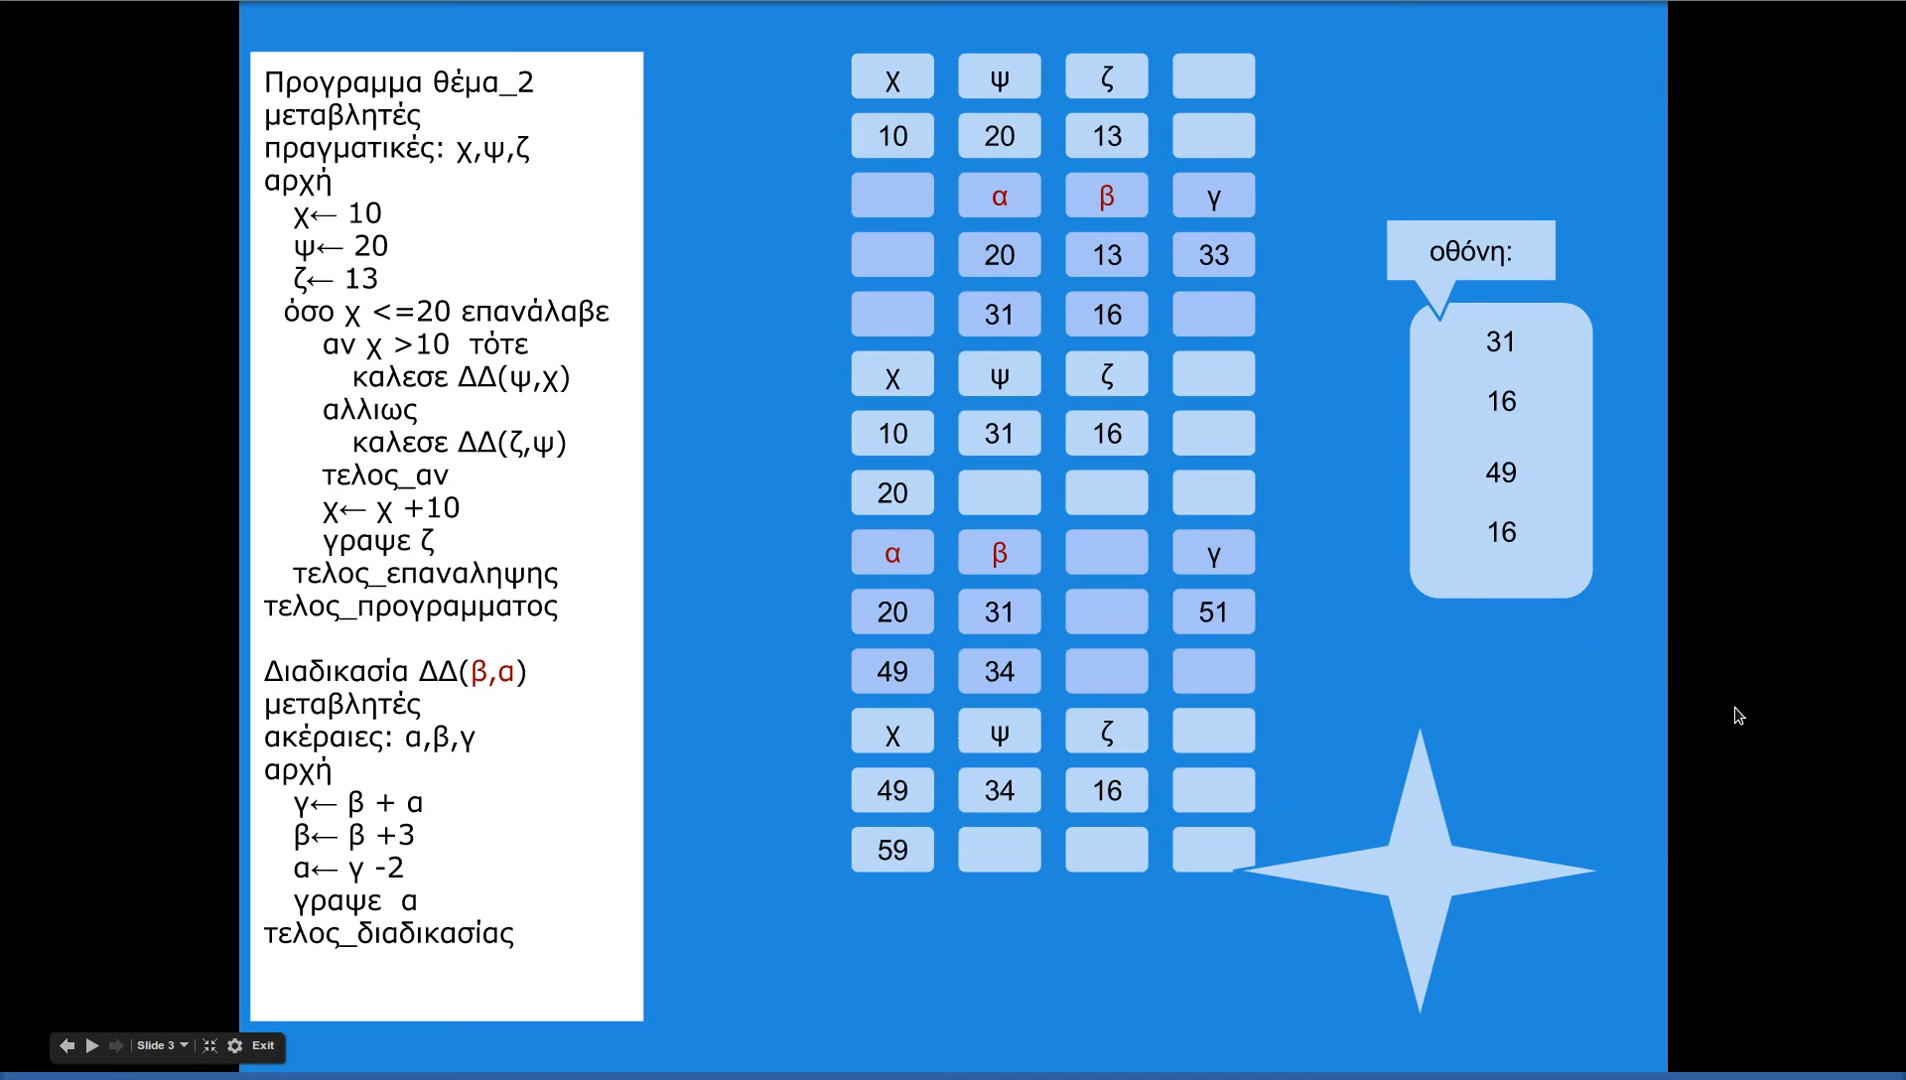 Προγραμμα θέμα_2
μεταβλητές
πραγματικές: χ,ψ,ζ
αρχή
χ← 10
ψ← 20
ζ← 13
όσο χ <=20 επανάλαβε
αν χ >10 τότε
καλεσε ΔΔ(ψ,χ)
αλλιως
καλεσε ΔΔ(ζ,ψ)
τελος_αν
χ← χ +10
γραψε ζ
τελος_επαναληψης
τελος_προγραμματος
Διαδικασία ΔΔ(β,α)
μεταβλητές
ακέραιες: α,β,γ
αρχή
γ← β + α
β← β +3
α← γ -2
γραψε α
τελος_διαδικασίας
χ ψ ζ
10 20 13
α β γ
20 13 33
31 16
χ ψ ζ
10 31 16
20
α β γ
20 31 51
49 34
χ ψ ζ
49 34 16
59
οθόνη:
31
16
49
16
Slide 3 Exit